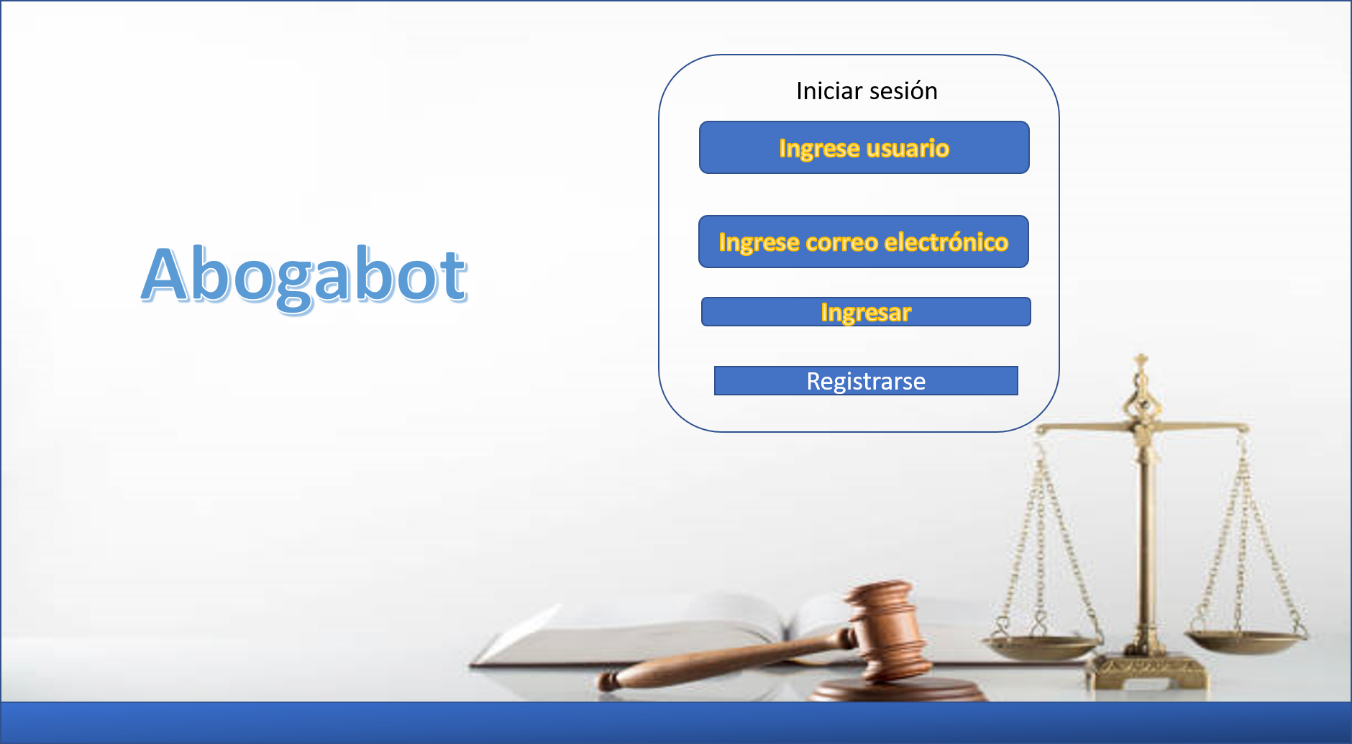 Abogabot
Iniciar sesión
Ingrese usuario
Ingrese correo electrónico
Ingresar
Registrarse